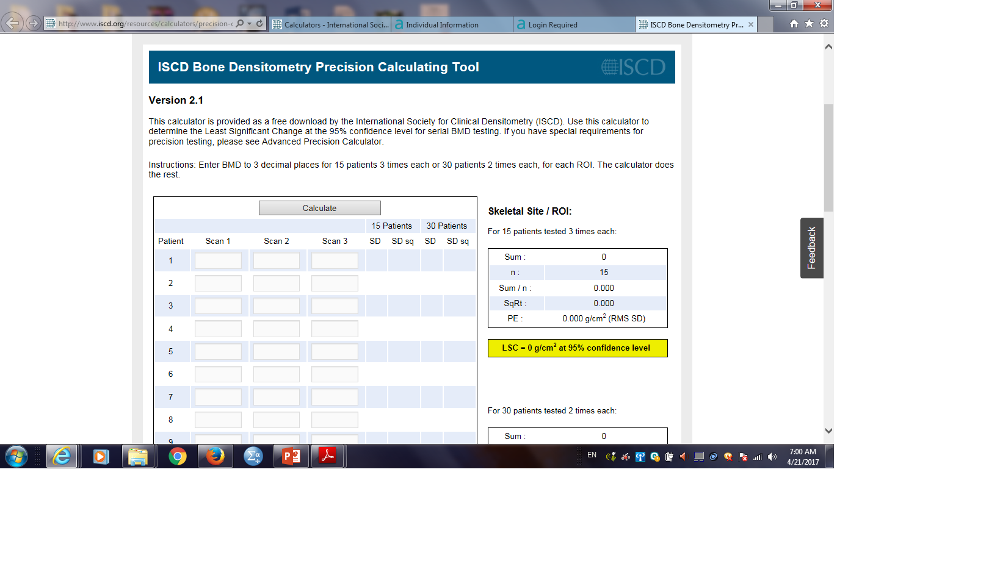 http://www.iscd.org/resources/calculators/precision-c
Calculators - International Soci...
Individual Information
Login Required
ISCD Bone Densitometry Pr...
ISCD Bone Densitometry Precision Calculating Tool
ISCD
Version 2.1
This calculator is provided as a free download by the International Society for Clinical Densitometry (ISCD). Use this calculator to
determine the Least Significant Change at the 95% confidence level for serial BMD testing. If you have special requirements for
precision testing, please see Advanced Precision Calculator.
Instructions: Enter BMD to 3 decimal places for 15 patients 3 times each or 30 patients 2 times each, for each ROI. The calculator does
the rest.
Calculate
15 Patients 30 Patients
Patient Scan 1 Scan 2 Scan 3 SD SD sq SD SD sq
1
2
3
4
5
6
7
8
9
Skeletal Site / ROI:
For 15 patients tested 3 times each:
Sum : 0
n : 15
Sum / n : 0.000
SqRt : 0.000
PE : 0.000 g/cm² (RMS SD)
LSC = 0 g/cm² at 95% confidence level
For 30 patients tested 2 times each:
Sum : 0
Feedback
EN
7:00 AM
4/21/2017